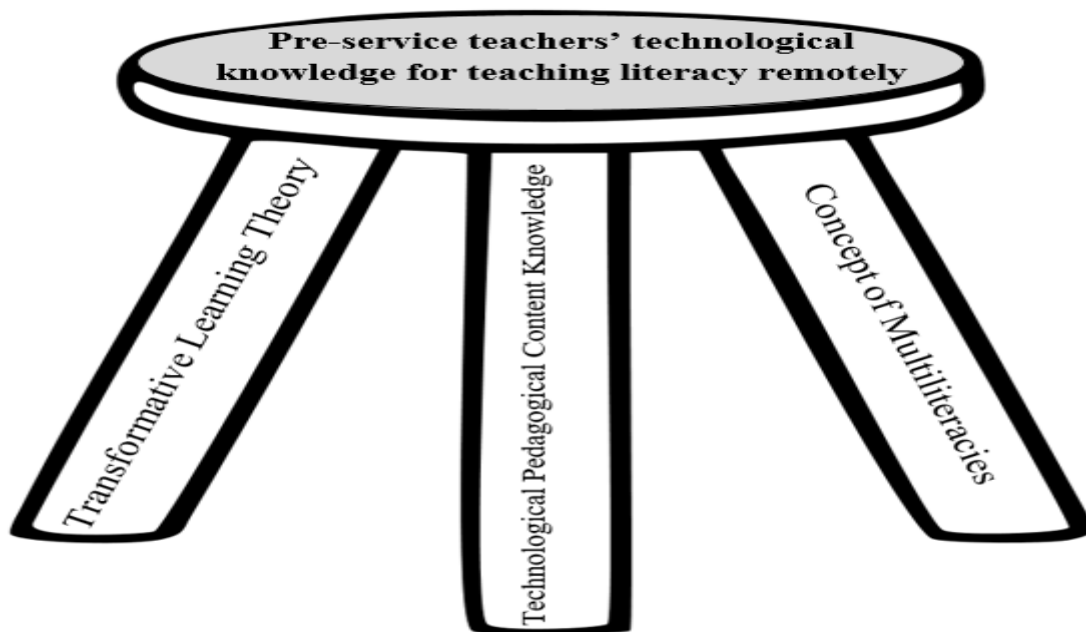 Pre-service teachers’ technological
knowledge for teaching literacy remotely
Transformative Learning Theory
Technological Pedagogical Content Knowledge
Concept of Multiliteracies